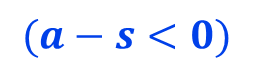 (a − s < 0)